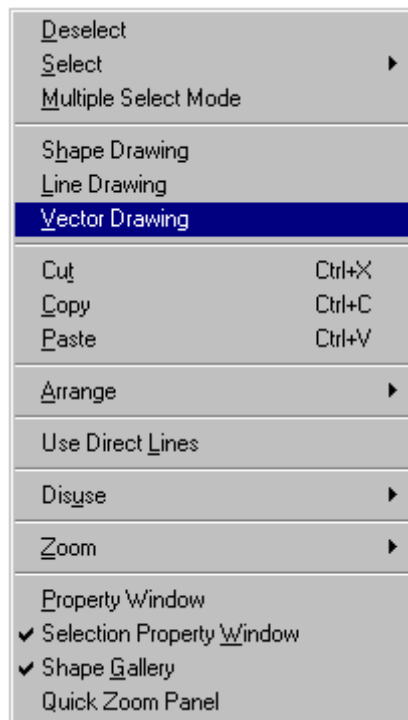 Deselect
Select
Multiple Select Mode
Shape Drawing
Line Drawing
Vector Drawing
Cut Ctrl+X
Copy Ctrl+C
Paste Ctrl+V
Arrange
Use Direct Lines
Disuse
Zoom
Property Window
Selection Property Window
Shape Gallery
Quick Zoom Panel